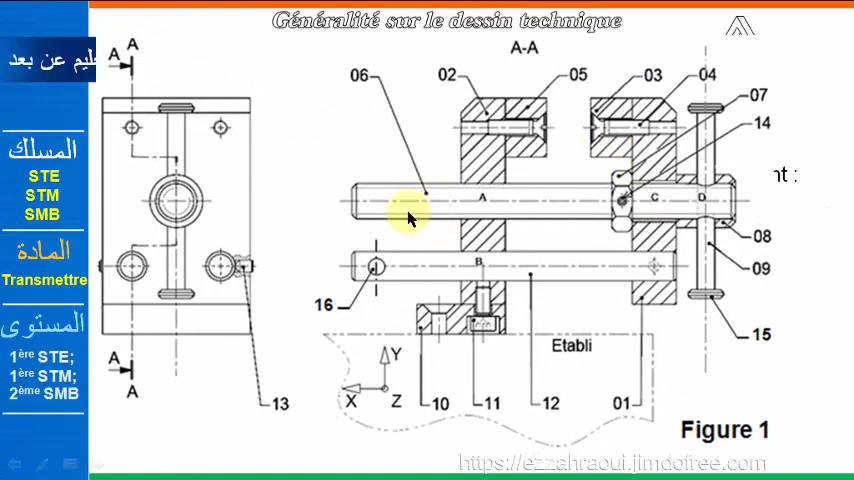 Généralité sur le dessin technique
عليم عن بعد
المسلك
STE
STM
SMB
المادة
Transmettre
المستوى
1ère STE;
1ère STM;
2ème SMB
A
A
A
A
13
A-A
06
02
05
03
04
07
14
nt :
A
C
D
08
B
09
16
15
Etabli
Y
X
Z
10
11
12
01
Figure 1
https://ezzahraoui.jimdofree.com